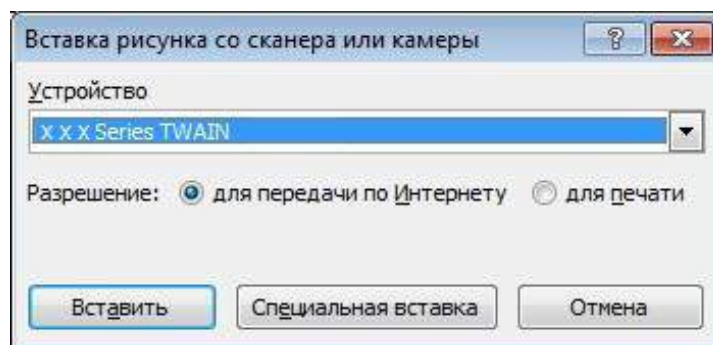 Вставка рисунка со сканера или камеры
Устройство
X X X Series TWAIN
Разрешение: для передачи по Интернету для печати
Вставить Специальная вставка Отмена